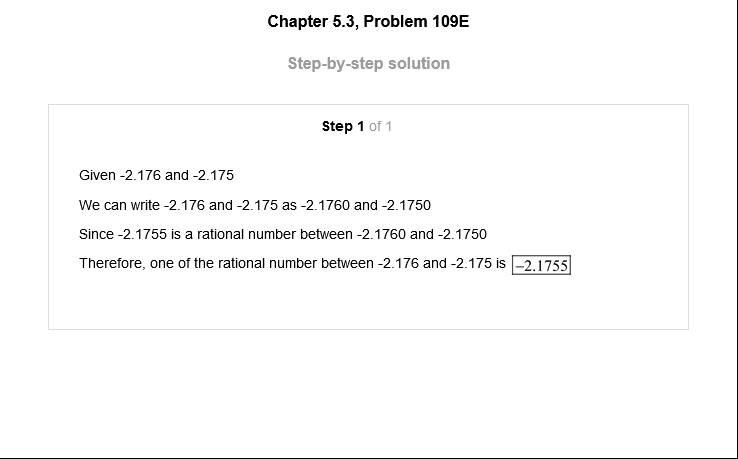 Chapter 5.3, Problem 109E
Step-by-step solution
Step 1 of 1
Given -2.176 and -2.175
We can write -2.176 and -2.175 as -2.1760 and -2.1750
Since -2.1755 is a rational number between -2.1760 and -2.1750
Therefore, one of the rational number between -2.176 and -2.175 is −2.1755